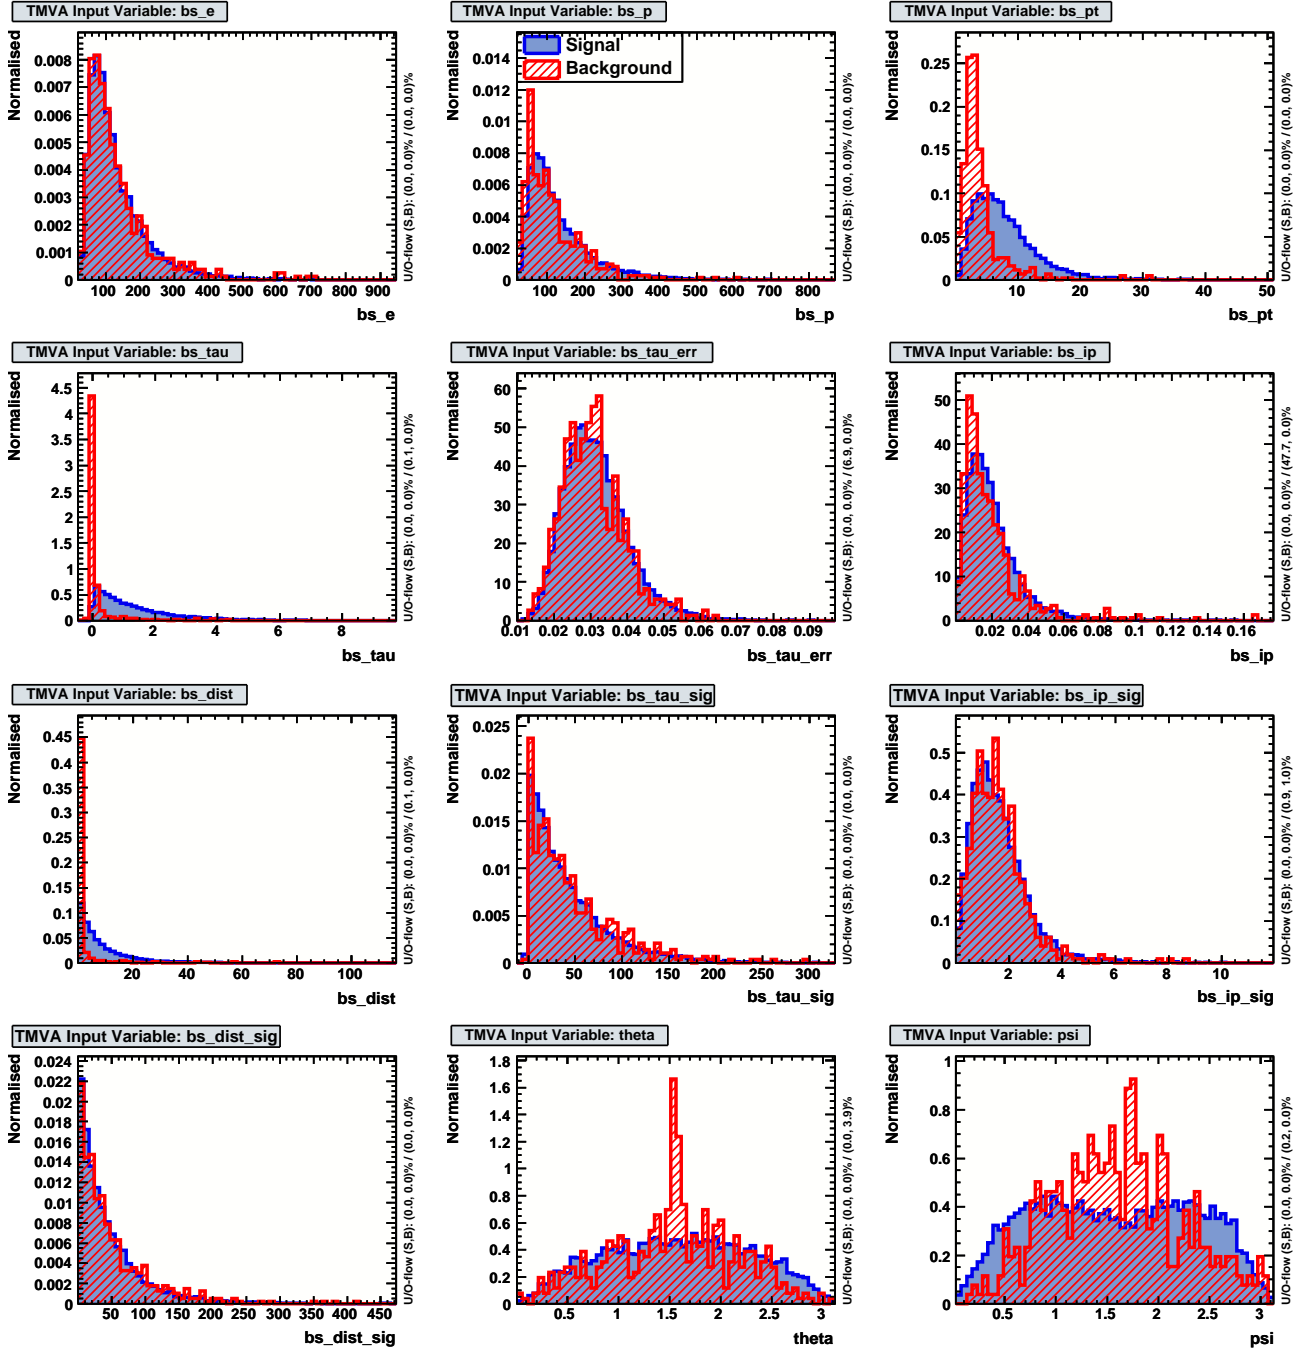 TMVA Input Variable: bs_e
Normalised
0.008
0.007
0.006
0.005
0.004
0.003
0.002
0.001
0
100 200 300 400 500 600 700 800 900
bs_e
U/O-flow (S,B): (0.0, 0.0)% / (0.0, 0.0)%
TMVA Input Variable: bs_p
Normalised
Signal
Background
0.014
0.012
0.01
0.008
0.006
0.004
0.002
0
100 200 300 400 500 600 700 800
bs_p
U/O-flow (S,B): (0.0, 0.0)% / (0.0, 0.0)%
TMVA Input Variable: bs_pt
Normalised
0.25
0.2
0.15
0.1
0.05
0
10 20 30 40 50
bs_pt
U/O-flow (S,B): (0.0, 0.0)% / (0.0, 0.0)%
TMVA Input Variable: bs_tau
Normalised
4.5
4
3.5
3
2.5
2
1.5
1
0.5
0
0 2 4 6 8
bs_tau
U/O-flow (S,B): (0.0, 0.0)% / (0.1, 0.0)%
TMVA Input Variable: bs_tau_err
Normalised
60
50
40
30
20
10
0
0.01 0.02 0.03 0.04 0.05 0.06 0.07 0.08 0.09
bs_tau_err
U/O-flow (S,B): (0.0, 0.0)% / (6.9, 0.0)%
TMVA Input Variable: bs_ip
Normalised
50
40
30
20
10
0
0.02 0.04 0.06 0.08 0.1 0.12 0.14 0.16
bs_ip
U/O-flow (S,B): (0.0, 0.0)% / (47.7, 0.0)%
TMVA Input Variable: bs_dist
Normalised
0.45
0.4
0.35
0.3
0.25
0.2
0.15
0.1
0.05
0
0 20 40 60 80 100
bs_dist
U/O-flow (S,B): (0.0, 0.0)% / (0.1, 0.0)%
TMVA Input Variable: bs_tau_sig
Normalised
0.025
0.02
0.015
0.01
0.005
0
0 50 100 150 200 250 300
bs_tau_sig
U/O-flow (S,B): (0.0, 0.0)% / (0.0, 0.0)%
TMVA Input Variable: bs_ip_sig
Normalised
0.5
0.4
0.3
0.2
0.1
0
2 4 6 8 10
bs_ip_sig
U/O-flow (S,B): (0.0, 0.0)% / (0.9, 1.0)%
TMVA Input Variable: bs_dist_sig
Normalised
0.024
0.022
0.02
0.018
0.016
0.014
0.012
0.01
0.008
0.006
0.004
0.002
0
50 100 150 200 250 300 350 400 450
bs_dist_sig
U/O-flow (S,B): (0.0, 0.0)% / (0.0, 0.0)%
TMVA Input Variable: theta
Normalised
1.8
1.6
1.4
1.2
1
0.8
0.6
0.4
0.2
0
0.5 1 1.5 2 2.5 3
theta
U/O-flow (S,B): (0.0, 0.0)% / (0.0, 3.9)%
TMVA Input Variable: psi
Normalised
1
0.8
0.6
0.4
0.2
0
0.5 1 1.5 2 2.5 3
psi
U/O-flow (S,B): (0.0, 0.0)% / (0.2, 0.0)%